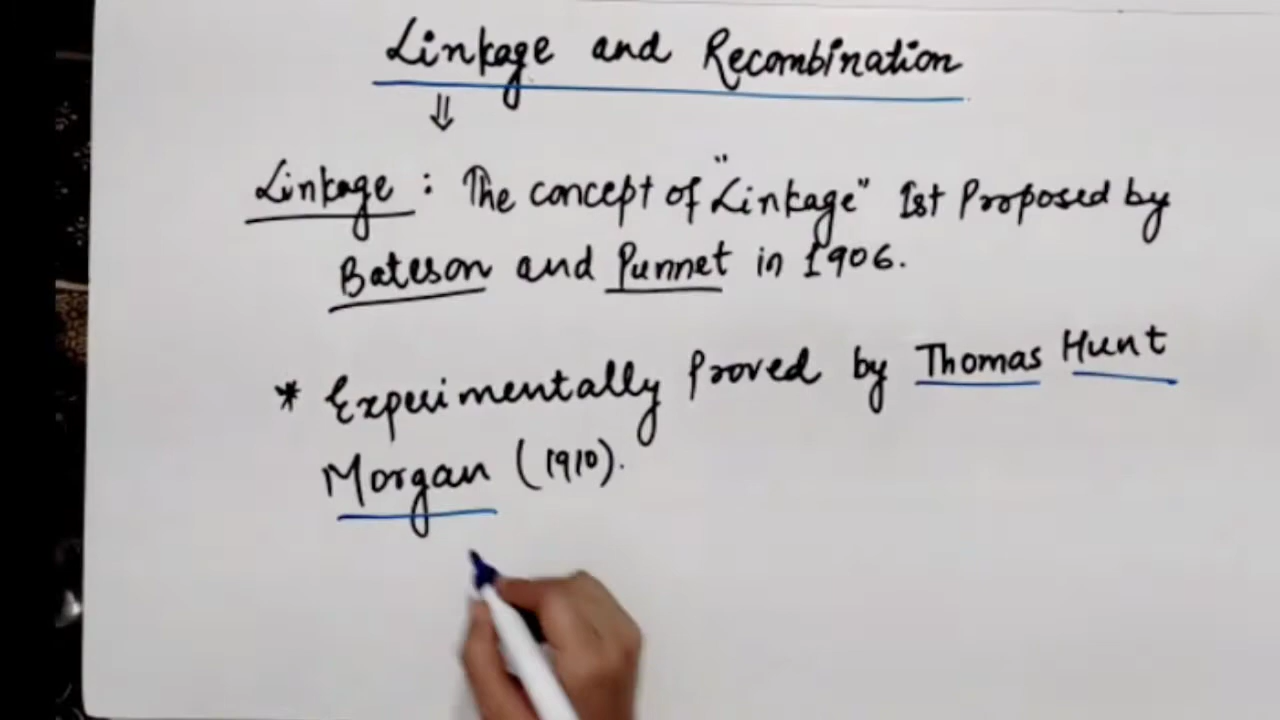 Linkage and Recombination
⇓
Linkage : The concept of "Linkage" 1st Proposed by
Bateson and Punnet in 1906.
* Experimentally Proved by Thomas Hunt
Morgan (1910).